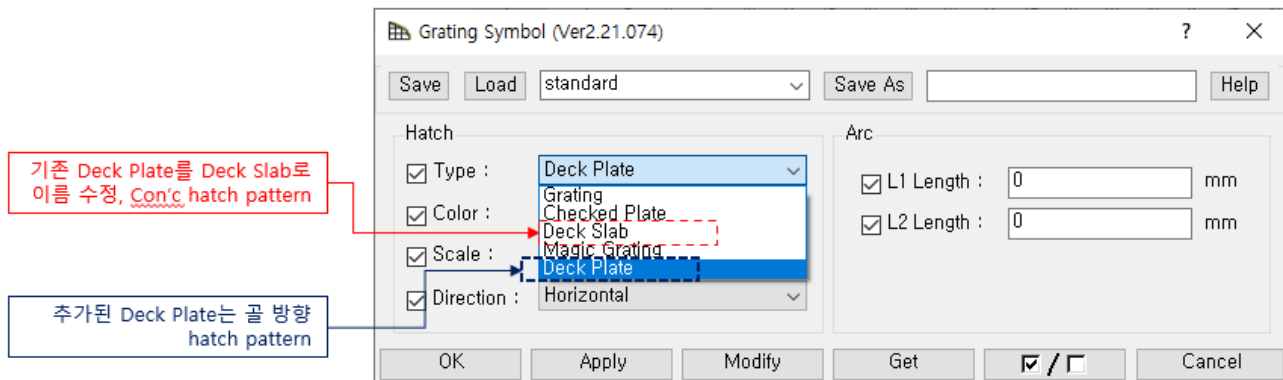 Grating Symbol (Ver2.21.074)
?
Save
Load
standard
Save As
Help
Hatch
Arc
기존 Deck Plate를 Deck Slab로
이름 수정, Con'c hatch pattern
Type :
Deck Plate
Grating
Checked Plate
Deck Slab
Magic Grating
Deck Plate
Color :
Scale :
Direction :
Horizontal
L1 Length :
0
mm
L2 Length :
0
mm
추가된 Deck Plate는 골 방향
hatch pattern
OK
Apply
Modify
Get
/
Cancel